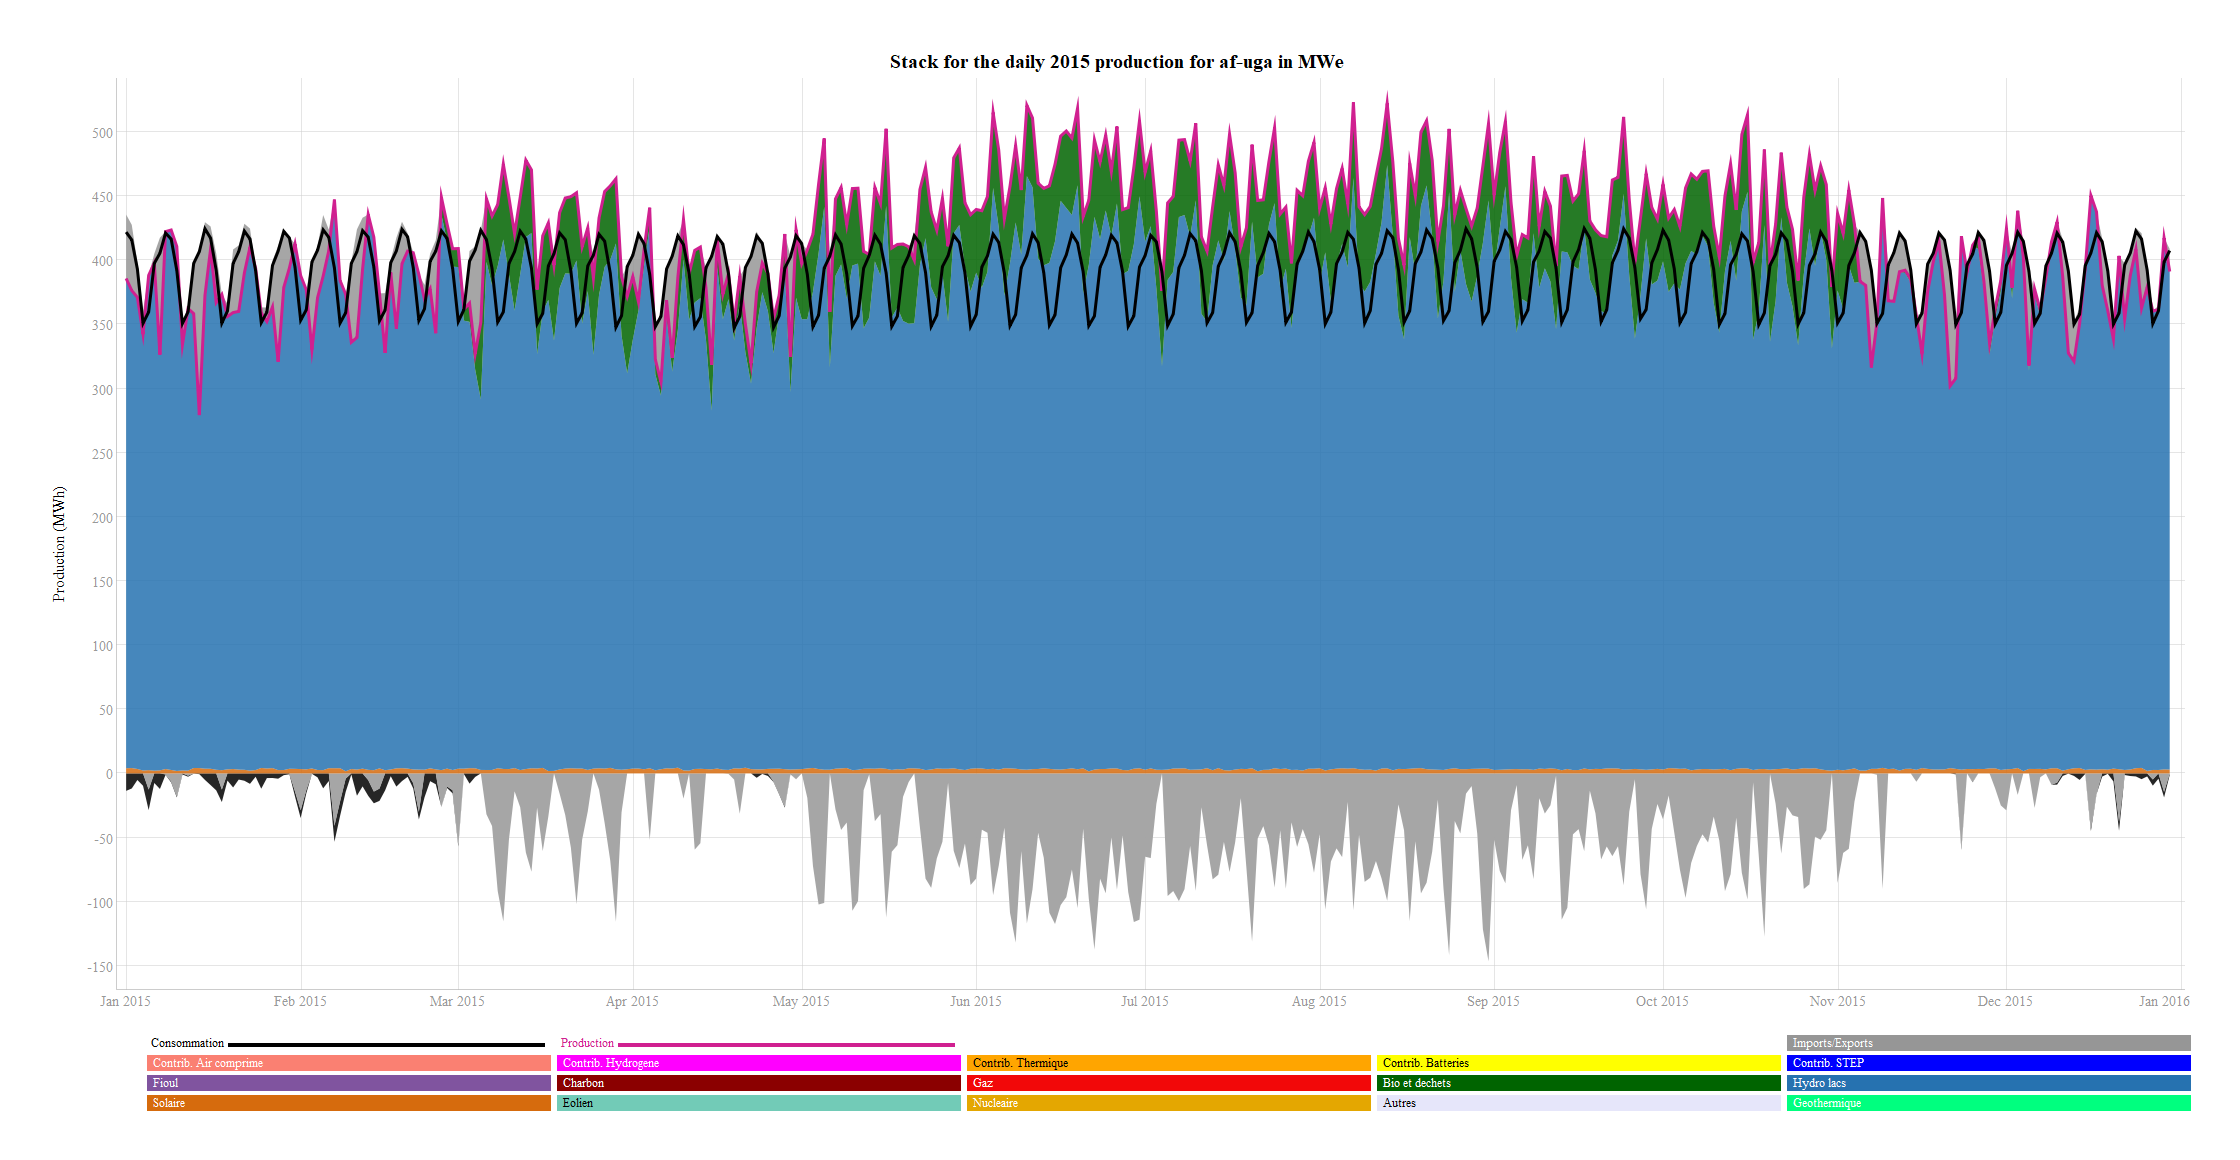 Stack for the daily 2015 production for af-uga in MWe
Production (MWh)
500
450
400
350
300
250
200
150
100
50
0
-50
-100
-150
Jan 2015 Feb 2015 Mar 2015 Apr 2015 May 2015 Jun 2015 Jul 2015 Aug 2015 Sep 2015 Oct 2015 Nov 2015 Dec 2015 Jan 2016
Consommation Production Imports/Exports
Contrib. Air comprime Contrib. Hydrogene Contrib. Thermique Contrib. Batteries Contrib. STEP
Fioul Charbon Gaz Bio et dechets Hydro lacs
Solaire Eolien Nucleaire Autres Geothermique